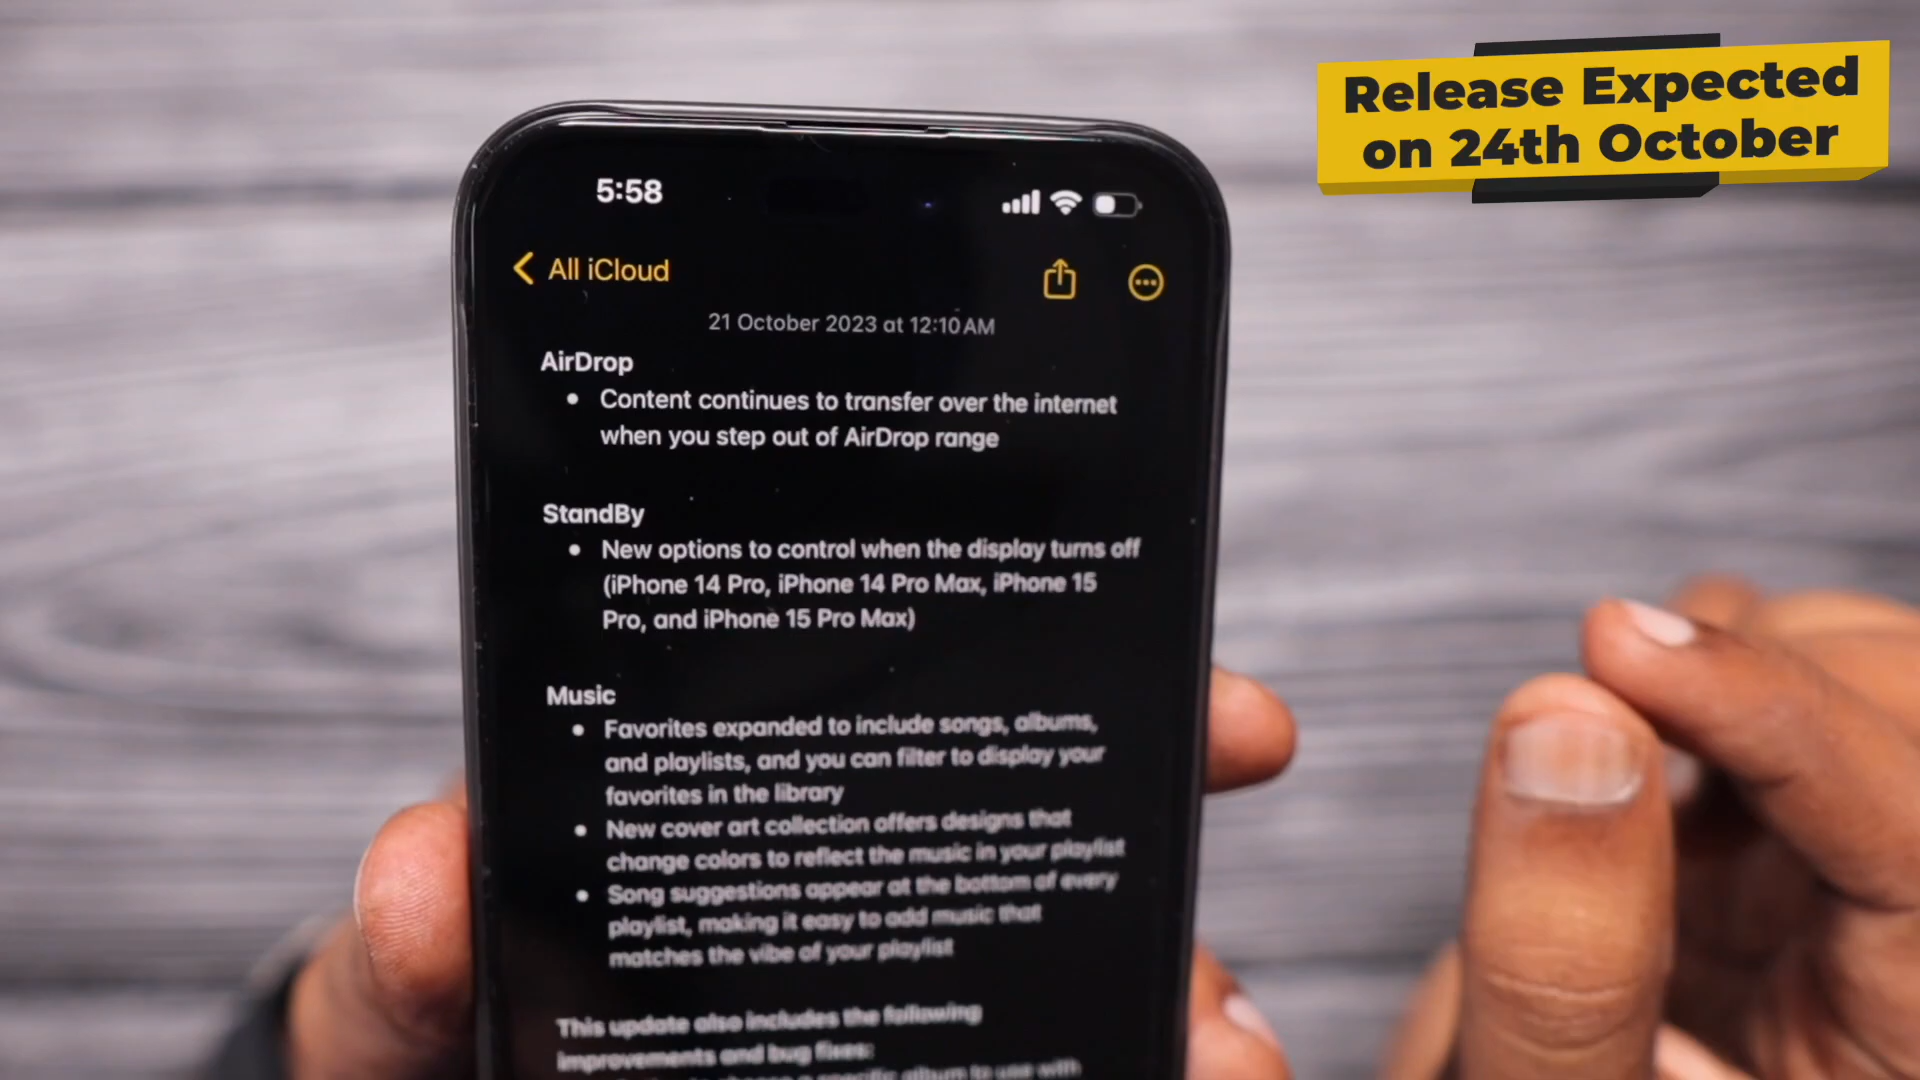 Release Expected
on 24th October
5:58
All iCloud
21 October 2023 at 12:10 AM
AirDrop
• Content continues to transfer over the internet
when you step out of AirDrop range
StandBy
• New options to control when the display turns off
(iPhone 14 Pro, iPhone 14 Pro Max, iPhone 15
Pro, and iPhone 15 Pro Max)
Music
• Favorites expanded to include songs, albums,
and playlists, and you can filter to display your
favorites in the library
• New cover art collection offers designs that
change colors to reflect the music in your playlist
• Song suggestions appear at the bottom of every
playlist, making it easy to add music that
matches the vibe of your playlist
This update also includes the following
improvements and bug fixes:
choose a specific album to use with